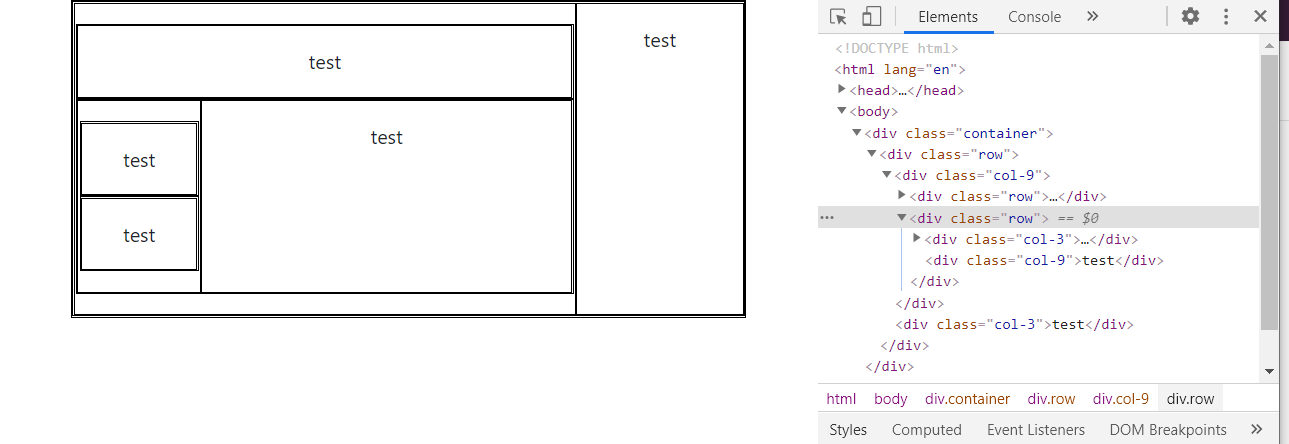 test
test
test
test
test
Elements Console »
<!DOCTYPE html>
<html lang="en">
<head>…</head>
<body>
<div class="container">
<div class="row">
<div class="col-9">
<div class="row">…</div>
<div class="row"> == $0
<div class="col-3">…</div>
<div class="col-9">test</div>
</div>
</div>
<div class="col-3">test</div>
</div>
</div>
html body div.container div.row div.col-9 div.row
Styles Computed Event Listeners DOM Breakpoints »